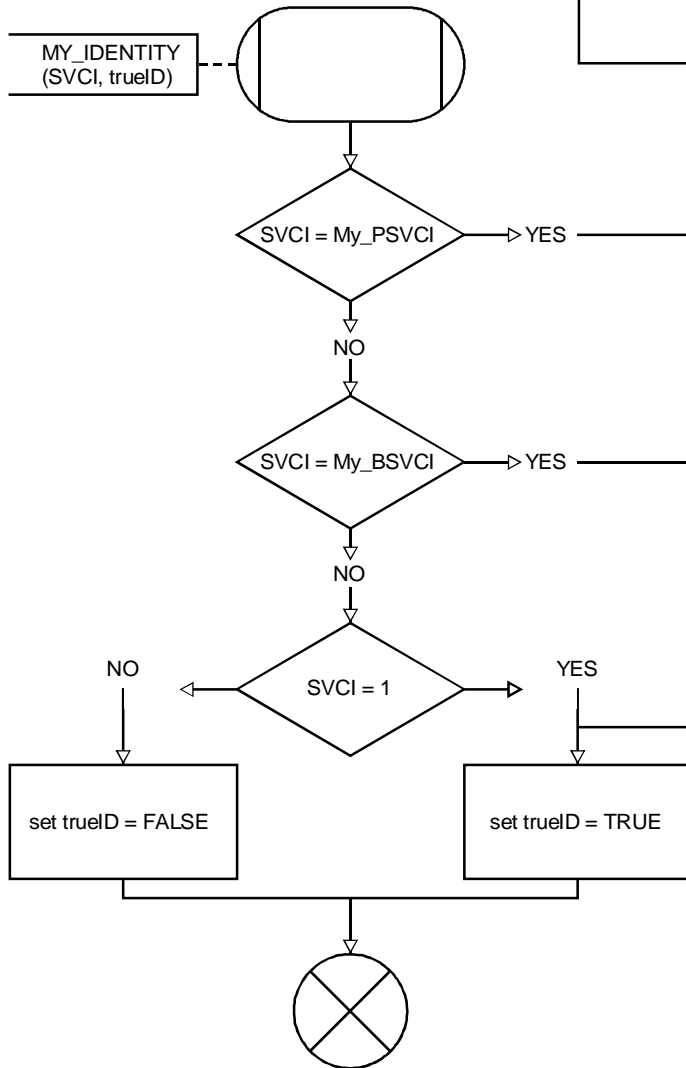 MY_IDENTITY
(SVCI, trueID)
SVCI = My_PSVCI
YES
NO
SVCI = My_BSVCI
YES
NO
NO
SVCI = 1
YES
set trueID = FALSE
set trueID = TRUE